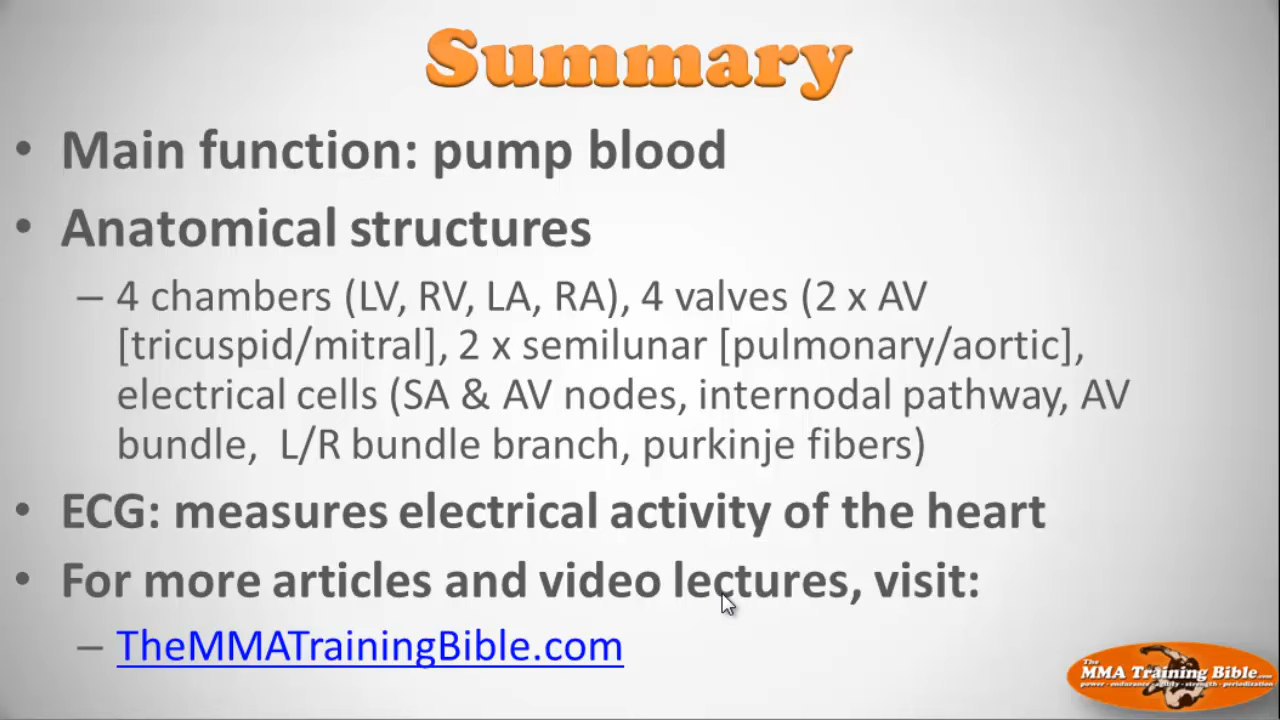 Summary
• Main function: pump blood
• Anatomical structures
– 4 chambers (LV, RV, LA, RA), 4 valves (2 x AV
[tricuspid/mitral], 2 x semilunar [pulmonary/aortic],
electrical cells (SA & AV nodes, internodal pathway, AV
bundle, L/R bundle branch, purkinje fibers)
• ECG: measures electrical activity of the heart
• For more articles and video lectures, visit:
– TheMMATrainingBible.com
The
MMA Training Bible.com
power - endurance - agility - strength - periodization